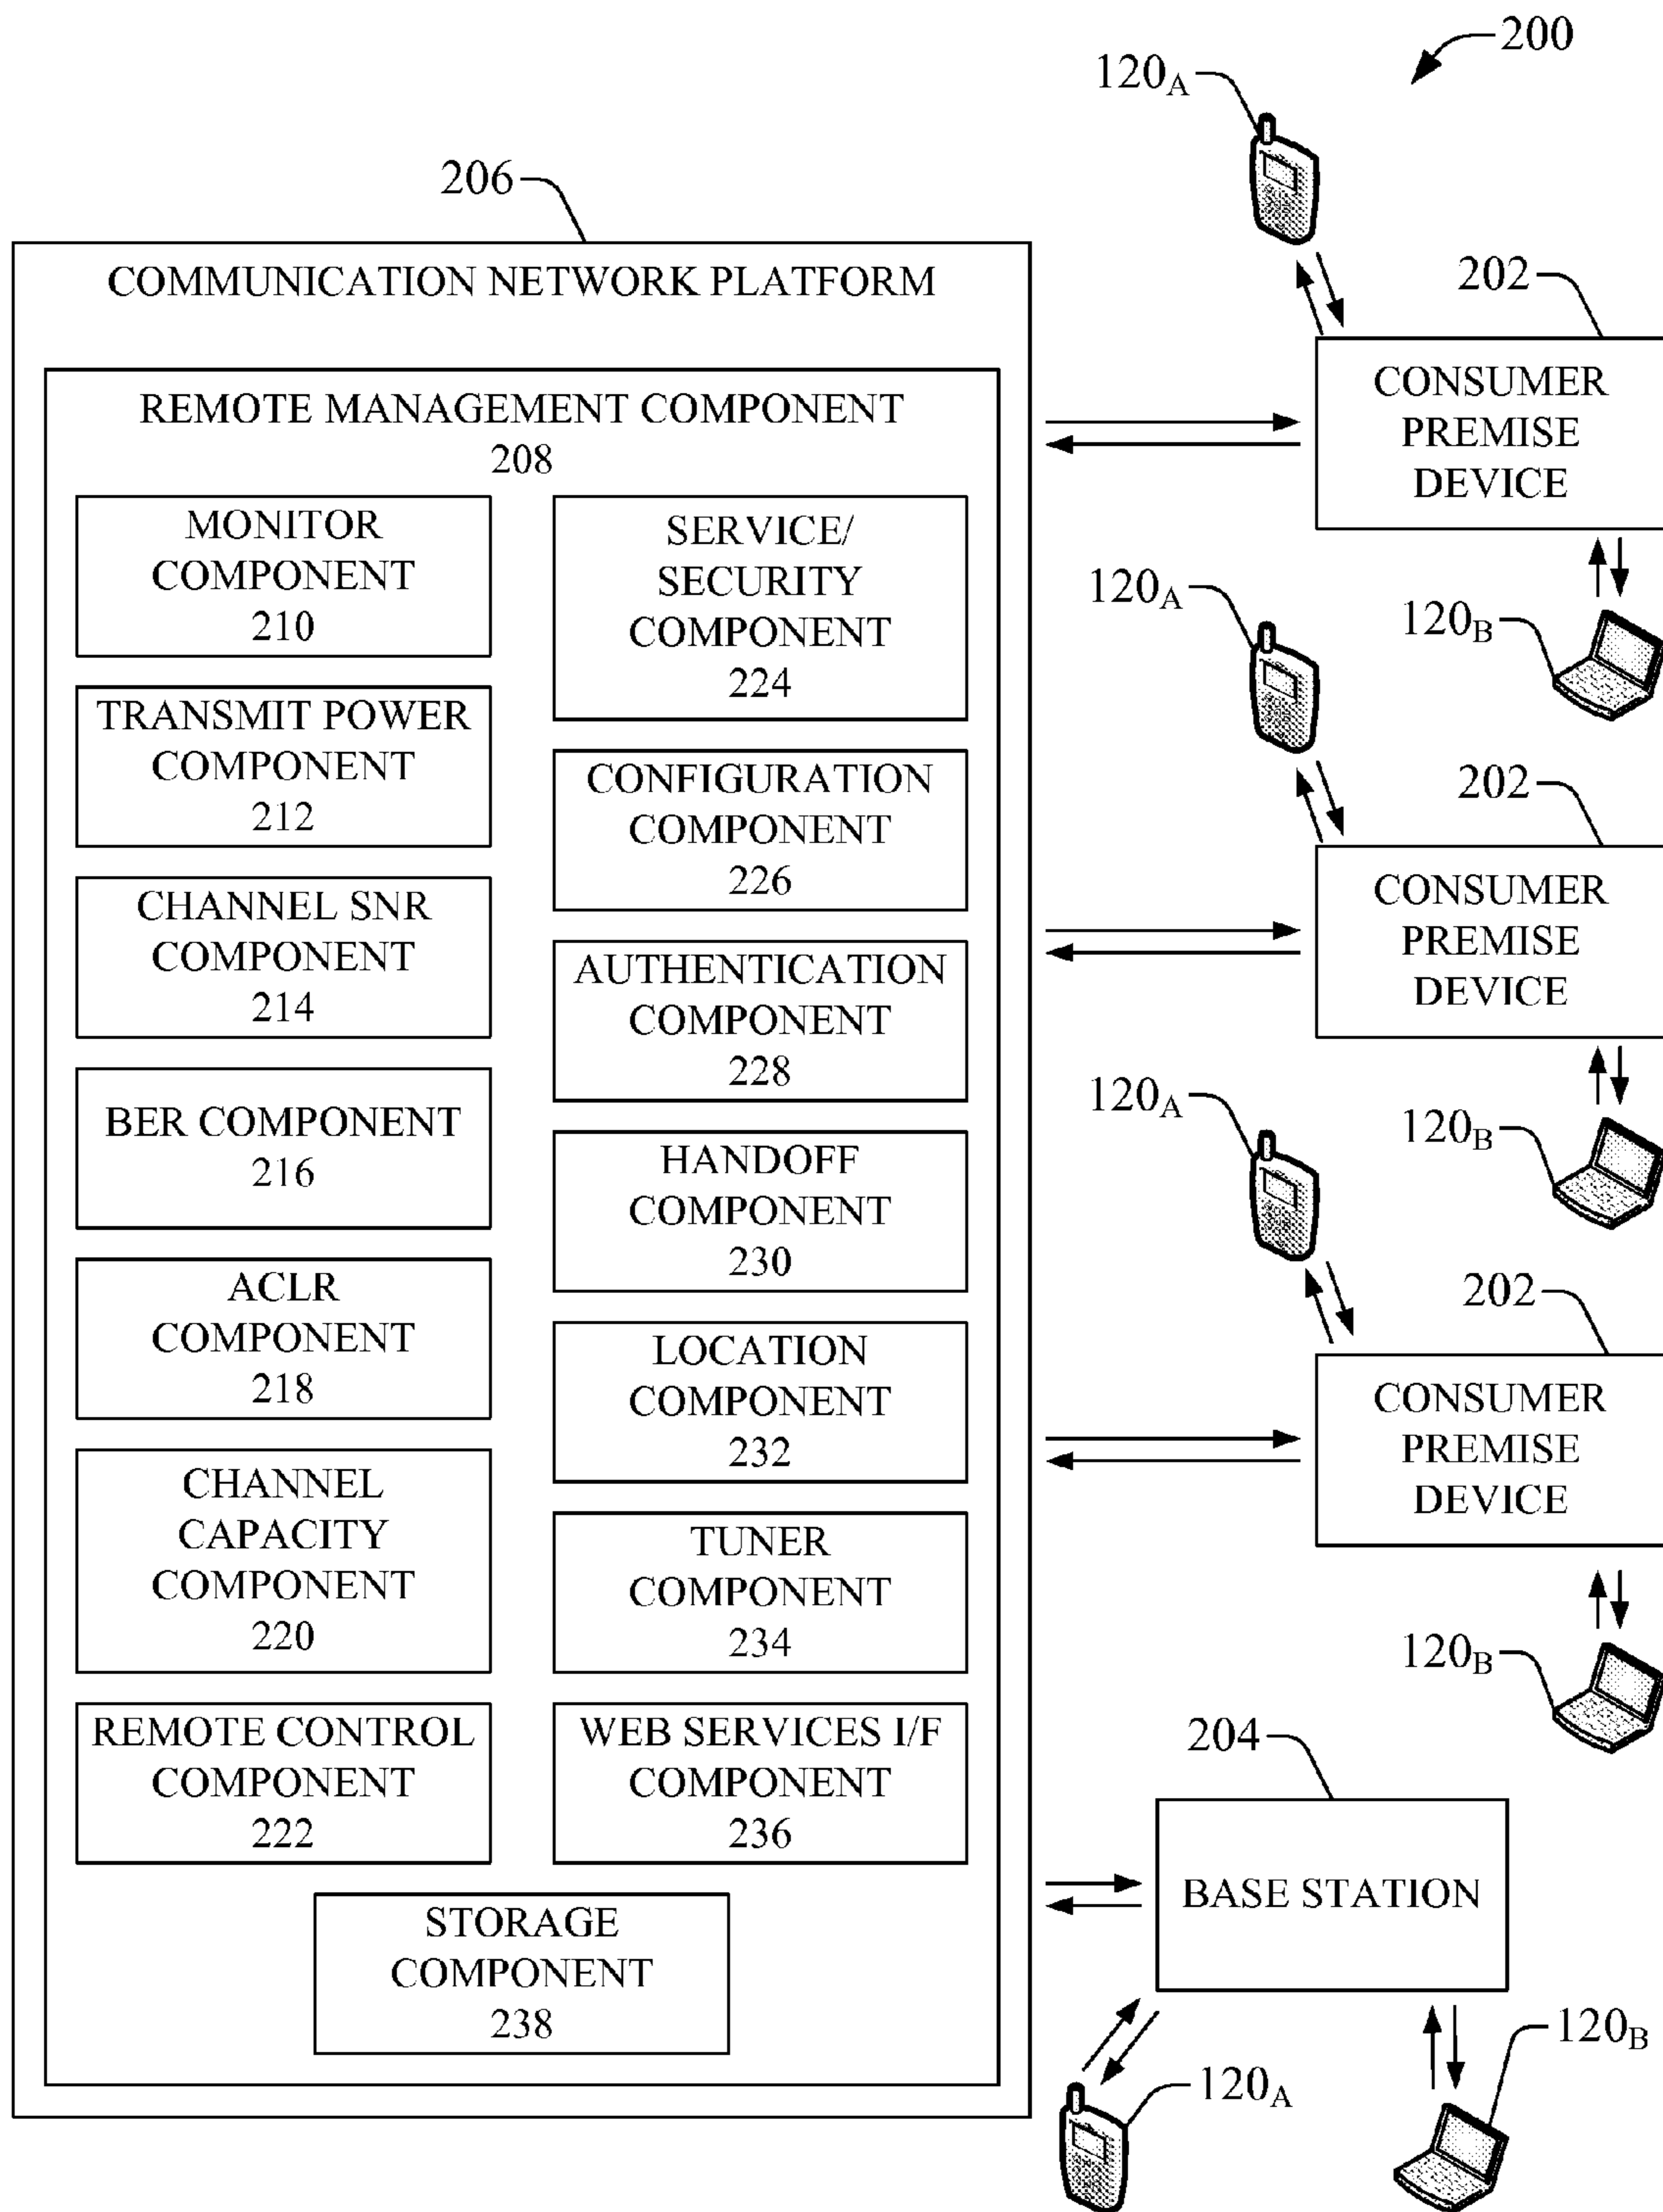 200
120A
206
COMMUNICATION NETWORK PLATFORM
REMOTE MANAGEMENT COMPONENT
208
MONITOR
COMPONENT
210
TRANSMIT POWER
COMPONENT
212
CHANNEL SNR
COMPONENT
214
BER COMPONENT
216
ACLR
COMPONENT
218
CHANNEL
CAPACITY
COMPONENT
220
REMOTE CONTROL
COMPONENT
222
SERVICE/
SECURITY
COMPONENT
224
CONFIGURATION
COMPONENT
226
AUTHENTICATION
COMPONENT
228
HANDOFF
COMPONENT
230
LOCATION
COMPONENT
232
TUNER
COMPONENT
234
WEB SERVICES I/F
COMPONENT
236
STORAGE
COMPONENT
238
202
CONSUMER
PREMISE
DEVICE
120A
120B
202
CONSUMER
PREMISE
DEVICE
120A
120B
202
CONSUMER
PREMISE
DEVICE
120B
204
BASE STATION
120B
120A